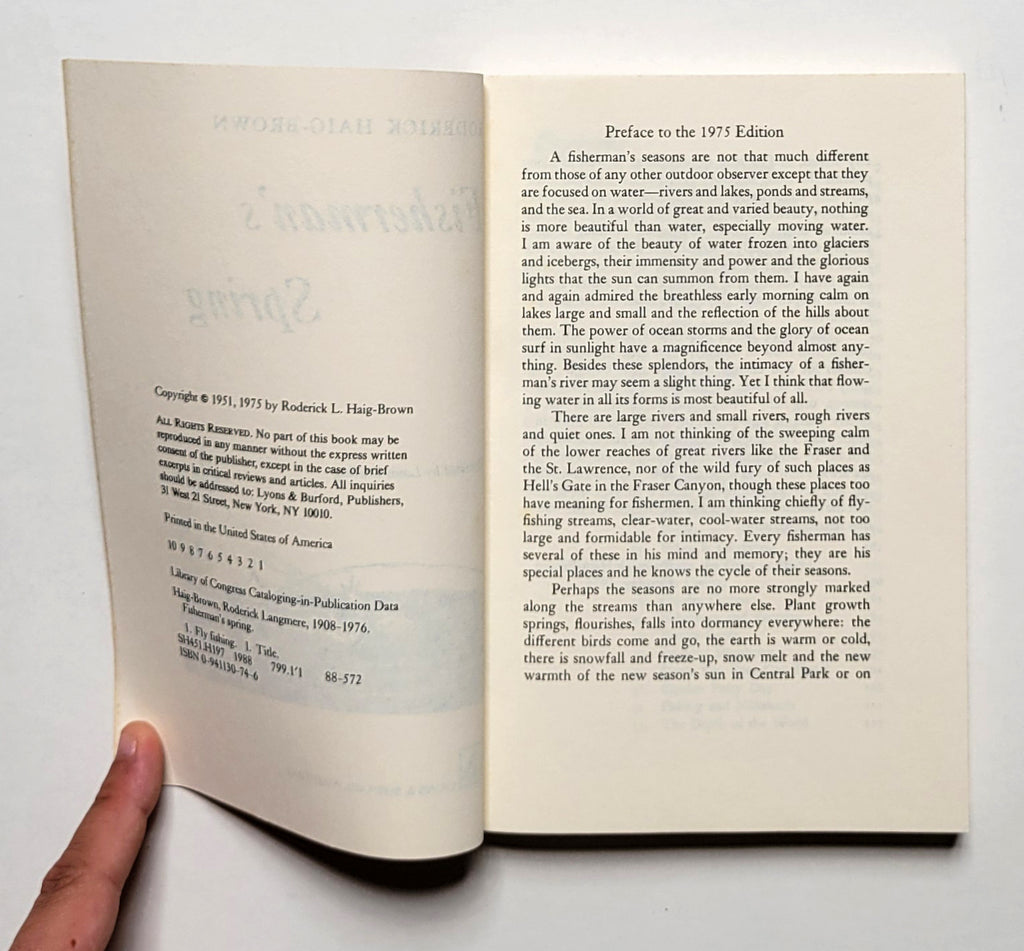 RODERICK HAIG-BROWN
Fisherman's
Spring
Copyright © 1951, 1975 by Roderick L. Haig-Brown
ALL RIGHTS RESERVED. No part of this book may be
reproduced in any manner without the express written
consent of the publisher, except in the case of brief
excerpts in critical reviews and articles. All inquiries
should be addressed to: Lyons & Burford, Publishers,
31 West 21 Street, New York, NY 10010.
Printed in the United States of America
10 9 8 7 6 5 4 3 2 1
Library of Congress Cataloging-in-Publication Data
Haig-Brown, Roderick Langmere, 1908-1976.
Fisherman's spring.
1. Fly fishing. I. Title.
SH451.H197 1988 799.1'1 88-572
ISBN 0-941130-74-6
Preface to the 1975 Edition
A fisherman's seasons are not that much different
from those of any other outdoor observer except that they
are focused on water—rivers and lakes, ponds and streams,
and the sea. In a world of great and varied beauty, nothing
is more beautiful than water, especially moving water.
I am aware of the beauty of water frozen into glaciers
and icebergs, their immensity and power and the glorious
lights that the sun can summon from them. I have again
and again admired the breathless early morning calm on
lakes large and small and the reflection of the hills about
them. The power of ocean storms and the glory of ocean
surf in sunlight have a magnificence beyond almost any-
thing. Besides these splendors, the intimacy of a fisher-
man's river may seem a slight thing. Yet I think that flow-
ing water in all its forms is most beautiful of all.
There are large rivers and small rivers, rough rivers
and quiet ones. I am not thinking of the sweeping calm
of the lower reaches of great rivers like the Fraser and
the St. Lawrence, nor of the wild fury of such places as
Hell's Gate in the Fraser Canyon, though these places too
have meaning for fishermen. I am thinking chiefly of fly-
fishing streams, clear-water, cool-water streams, not too
large and formidable for intimacy. Every fisherman has
several of these in his mind and memory; they are his
special places and he knows the cycle of their seasons.
Perhaps the seasons are no more strongly marked
along the streams than anywhere else. Plant growth
springs, flourishes, falls into dormancy everywhere: the
different birds come and go, the earth is warm or cold,
there is snowfall and freeze-up, snow melt and the new
warmth of the new season's sun in Central Park or on